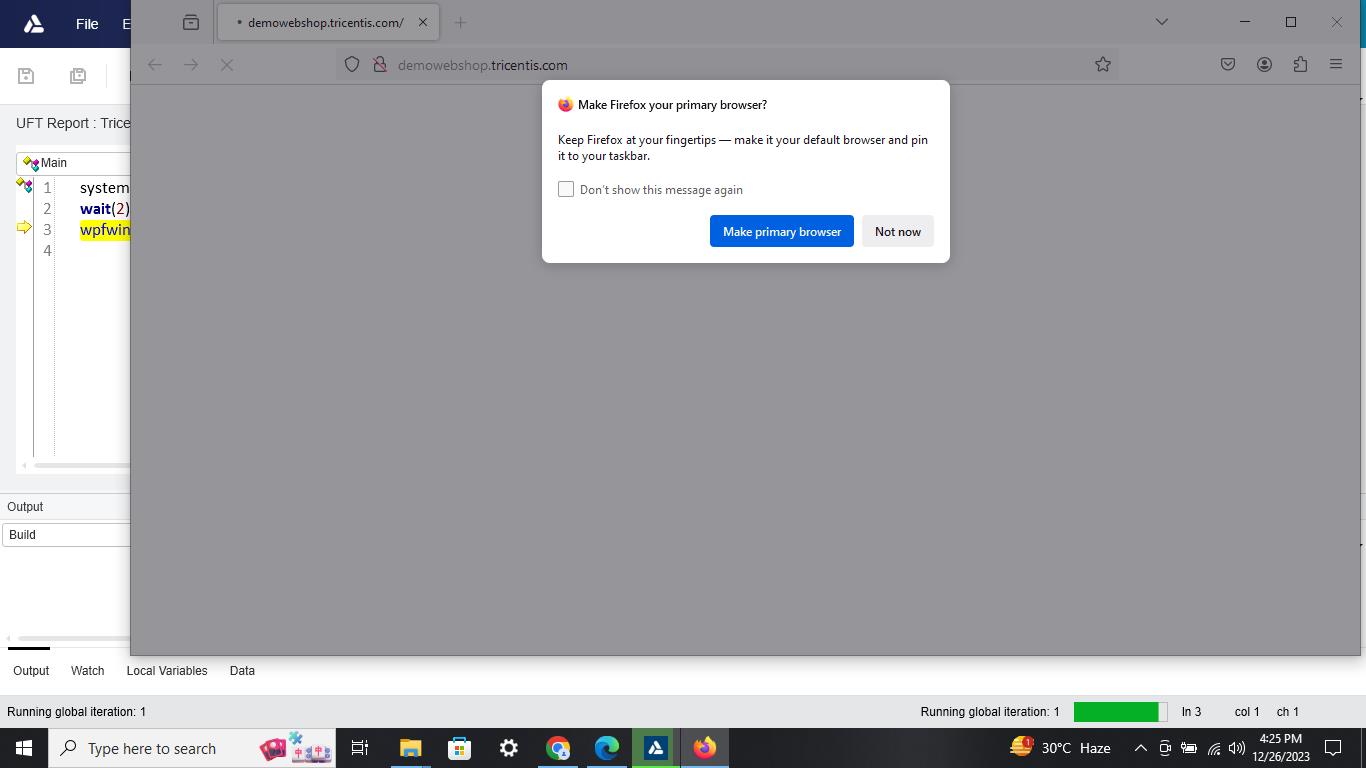 File
E
demowebshop.tricentis.com/
demowebshop.tricentis.com
Make Firefox your primary browser?
Keep Firefox at your fingertips — make it your default browser and pin
it to your taskbar.
Don't show this message again
Make primary browser
Not now
UFT Report : Trice
Main
1 system
2 wait(2)
3 wpfwin
4
Output
Build
Output Watch Local Variables Data
Running global iteration: 1
Running global iteration: 1 ln 3 col 1 ch 1
Type here to search
1
30°C Haze
4:25 PM
12/26/2023